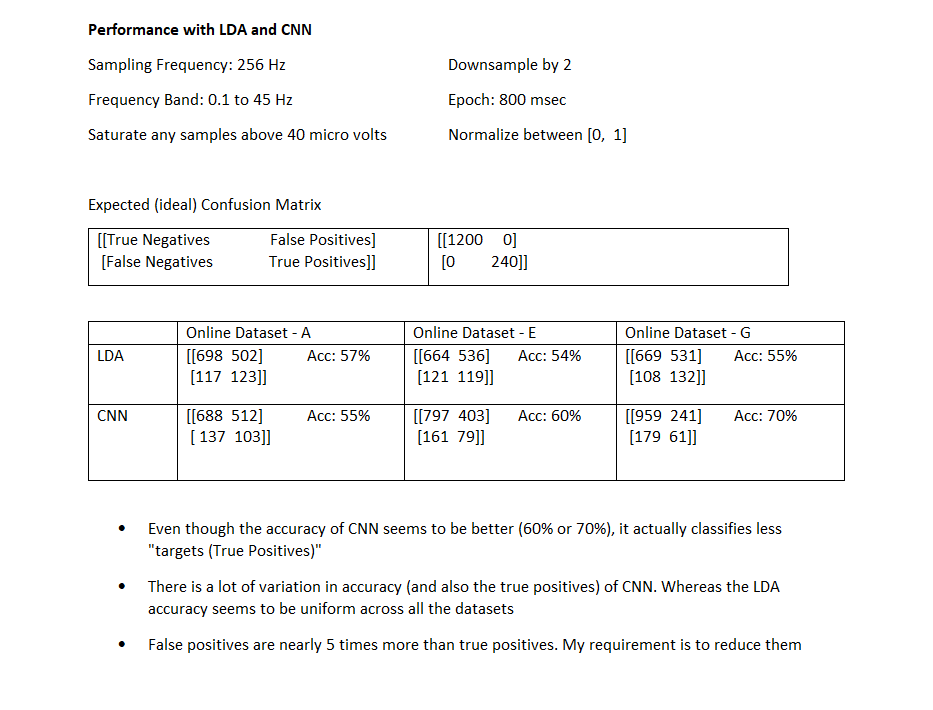 Performance with LDA and CNN
Sampling Frequency: 256 Hz Downsample by 2
Frequency Band: 0.1 to 45 Hz Epoch: 800 msec
Saturate any samples above 40 micro volts Normalize between [0, 1]
Expected (ideal) Confusion Matrix
[[True Negatives False Positives] [[1200 0]
[False Negatives True Positives]] [0 240]]
Online Dataset - A Online Dataset - E Online Dataset - G
LDA [[698 502] Acc: 57% [[664 536] Acc: 54% [[669 531] Acc: 55%
[117 123]] [121 119]] [108 132]]
CNN [[688 512] Acc: 55% [[797 403] Acc: 60% [[959 241] Acc: 70%
[ 137 103]] [161 79]] [179 61]]
• Even though the accuracy of CNN seems to be better (60% or 70%), it actually classifies less
"targets (True Positives)"
• There is a lot of variation in accuracy (and also the true positives) of CNN. Whereas the LDA
accuracy seems to be uniform across all the datasets
• False positives are nearly 5 times more than true positives. My requirement is to reduce them